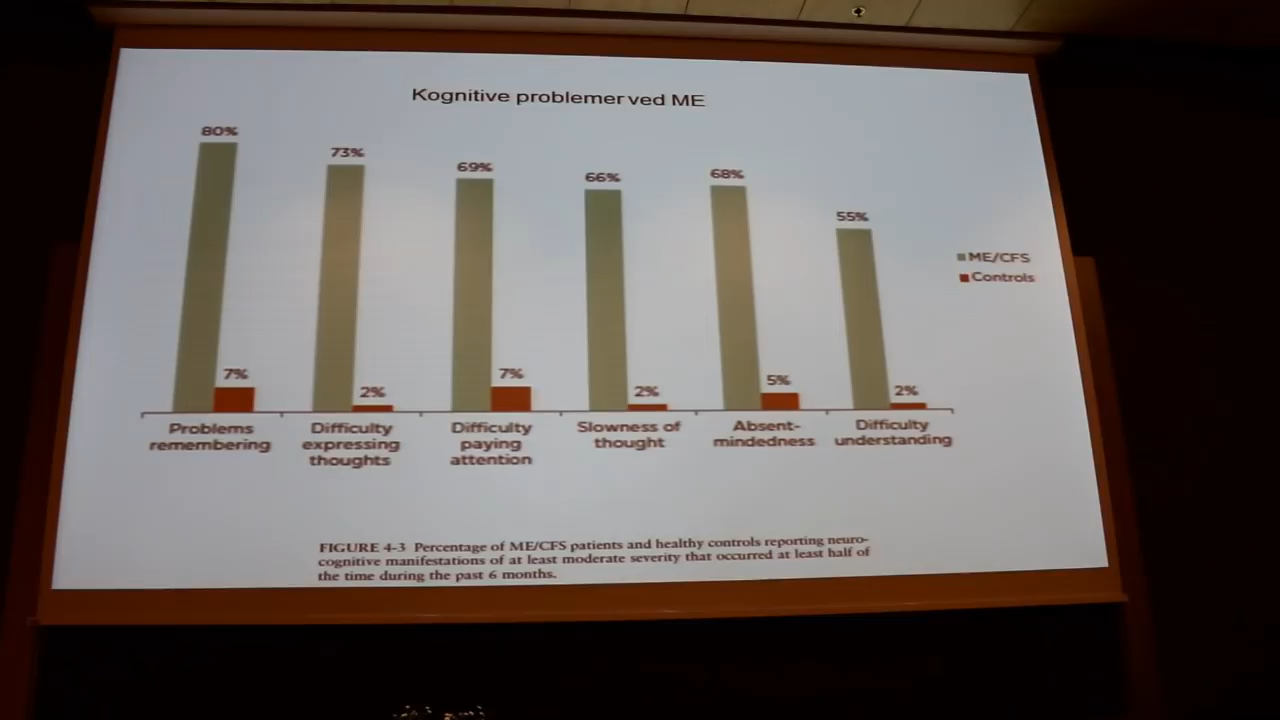 Kognitive problemer ved ME
80%
73%
69%
66%
68%
55%
ME/CFS
Controls
7%
2%
7%
2%
5%
2%
Problems
remembering
Difficulty
expressing
thoughts
Difficulty
paying
attention
Slowness of
thought
Absent-
mindedness
Difficulty
understanding
FIGURE 4-3 Percentage of ME/CFS patients and healthy controls reporting neuro-
cognitive manifestations of at least moderate severity that occurred at least half of
the time during the past 6 months.